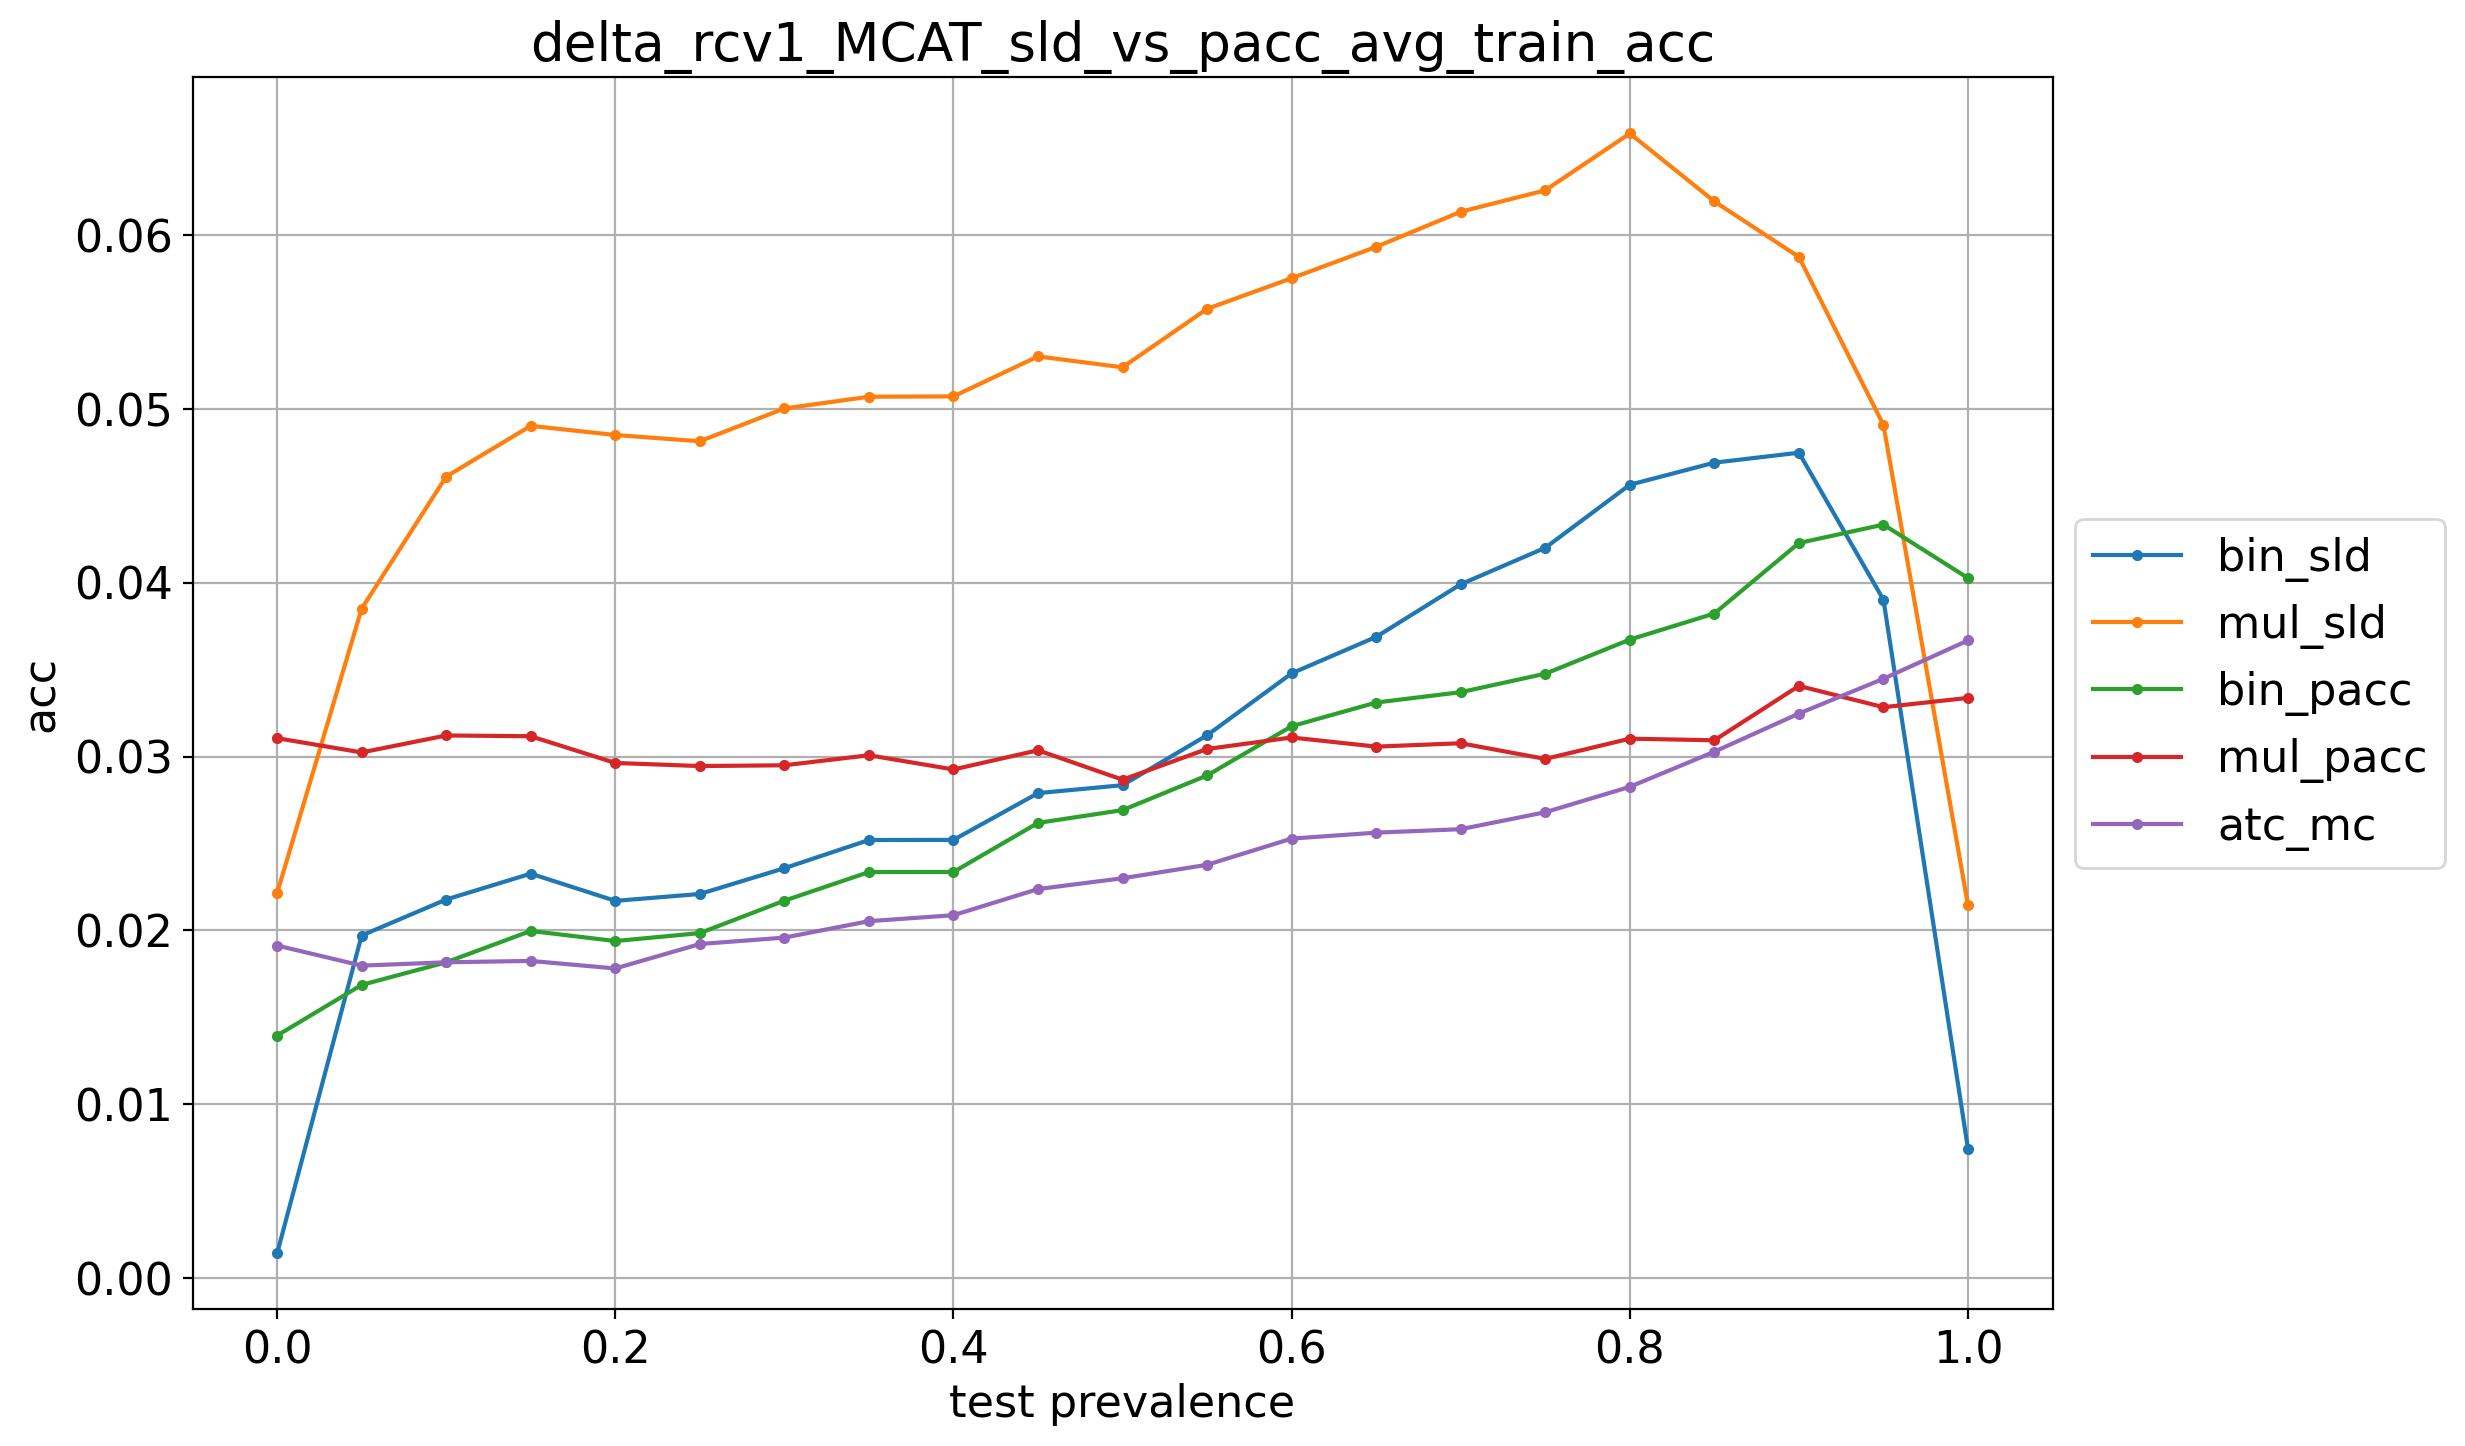 delta_rcv1_MCAT_sld_vs_pacc_avg_train_acc
acc
0.06
0.05
0.04
0.03
0.02
0.01
0.00
0.0 0.2 0.4 0.6 0.8 1.0
test prevalence
bin_sld
mul_sld
bin_pacc
mul_pacc
atc_mc